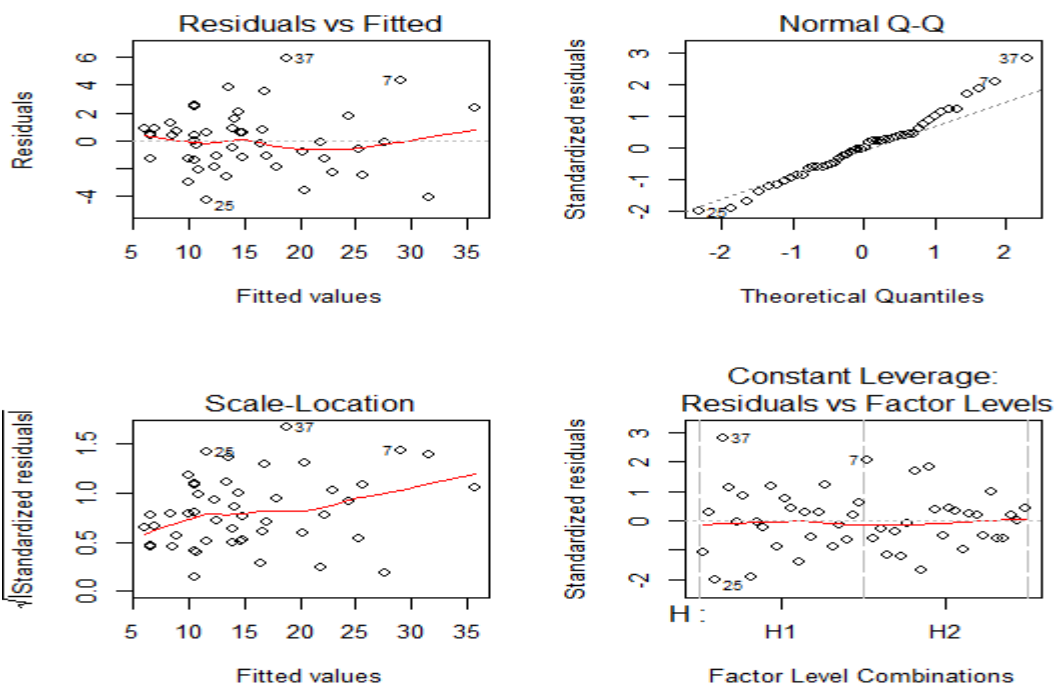 Residuals vs Fitted
Residuals
6
4
2
0
-4
37
7
25
5 10 15 20 25 30 35
Fitted values
Normal Q-Q
Standardized residuals
3
2
1
0
-1
-2
37
7
25
-2 -1 0 1 2
Theoretical Quantiles
Scale-Location
√|Standardized residuals|
1.5
1.0
0.5
0.0
37
25
7
5 10 15 20 25 30 35
Fitted values
Constant Leverage:
Residuals vs Factor Levels
Standardized residuals
3
2
1
0
-2
37
7
25
H :
H1 H2
Factor Level Combinations